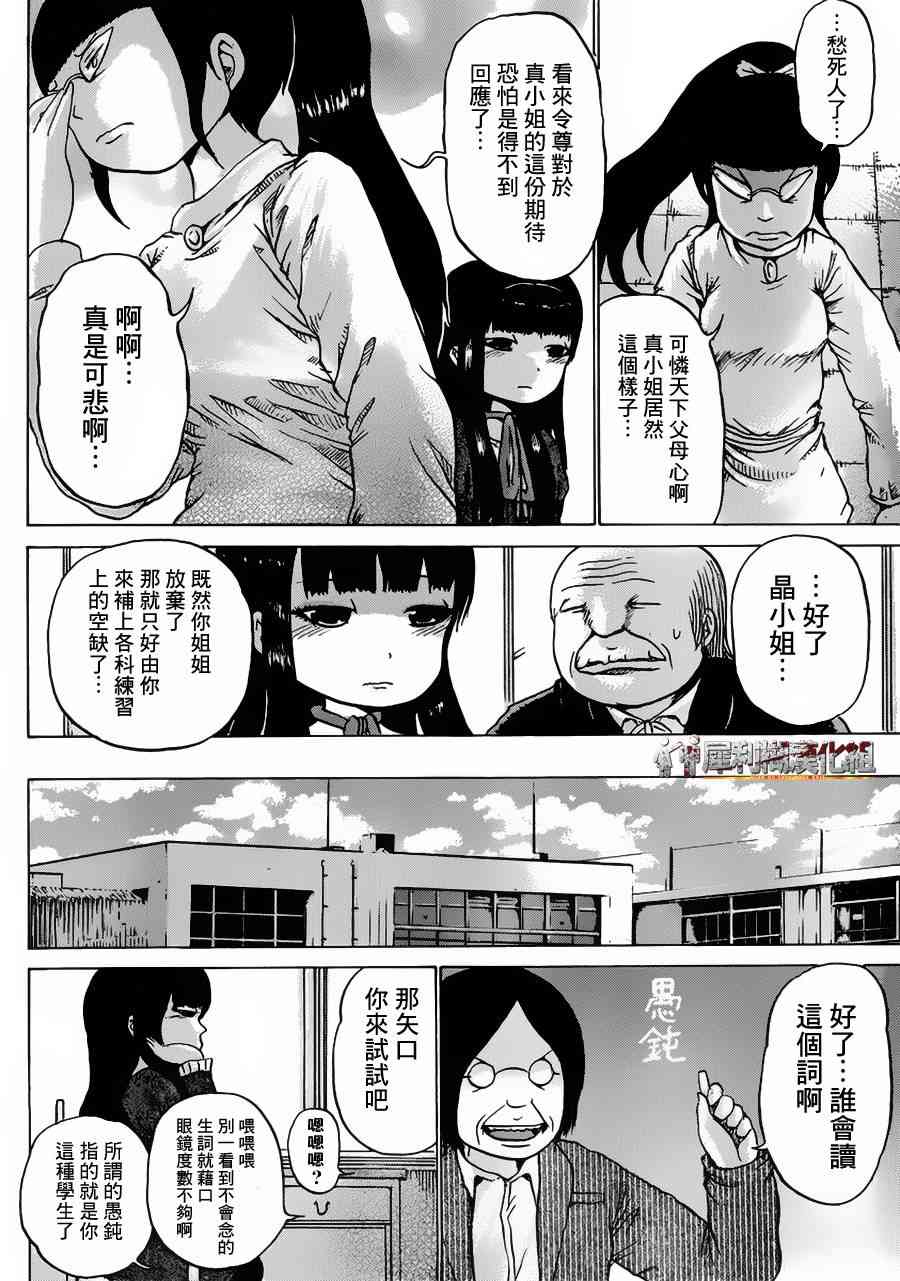 …愁死人了…
可憐天下父母心啊
真小姐居然
這個樣子…
看來令尊對於
真小姐的這份期待
恐怕是得不到
回應了…
啊啊…
真是可悲啊…
…好了
晶小姐…
既然你姐姐
放棄了
那就只好由你
來補上各科練習
上的空缺了…
犀利
漢化組
好了…誰會讀
這個詞啊
愚鈍
那矢口
你來試試吧
嗯嗯嗯?
喂喂喂
別一看到不會念的
生詞就藉口
眼鏡度數不夠啊
所謂的愚鈍
指的就是你
這種學生了